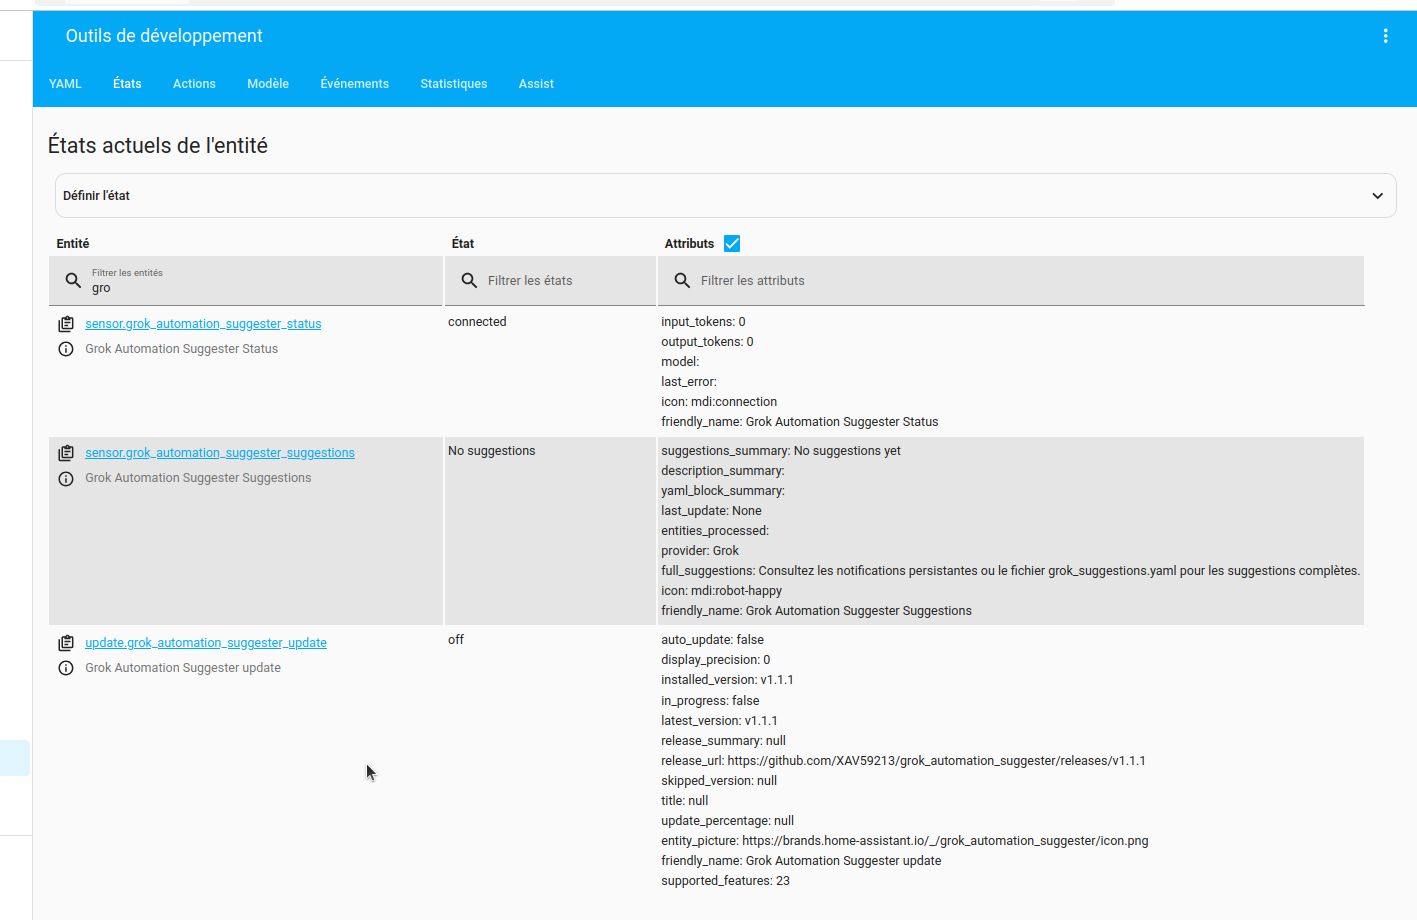 Outils de développement
YAML États Actions Modèle Événements Statistiques Assist
États actuels de l'entité
Définir l'état
Entité État Attributs
Filtrer les entités
gro
Filtrer les états
Filtrer les attributs
sensor.grok_automation_suggester_status
Grok Automation Suggester Status
connected
input_tokens: 0
output_tokens: 0
model:
last_error:
icon: mdi:connection
friendly_name: Grok Automation Suggester Status
sensor.grok_automation_suggester_suggestions
Grok Automation Suggester Suggestions
No suggestions
suggestions_summary: No suggestions yet
description_summary:
yaml_block_summary:
last_update: None
entities_processed:
provider: Grok
full_suggestions: Consultez les notifications persistantes ou le fichier grok_suggestions.yaml pour les suggestions complètes.
icon: mdi:robot-happy
friendly_name: Grok Automation Suggester Suggestions
update.grok_automation_suggester_update
Grok Automation Suggester update
off
auto_update: false
display_precision: 0
installed_version: v1.1.1
in_progress: false
latest_version: v1.1.1
release_summary: null
release_url: https://github.com/XAV59213/grok_automation_suggester/releases/v1.1.1
skipped_version: null
title: null
update_percentage: null
entity_picture: https://brands.home-assistant.io/_/grok_automation_suggester/icon.png
friendly_name: Grok Automation Suggester update
supported_features: 23